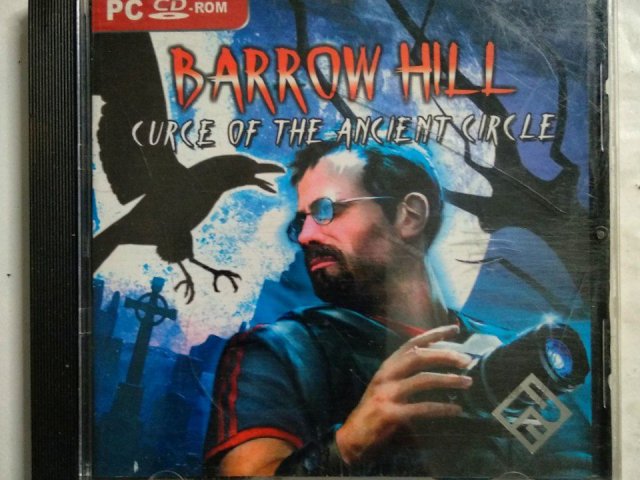 PC CD-ROM
BARROW HILL
CURCE OF THE ANCIENT CIRCLE